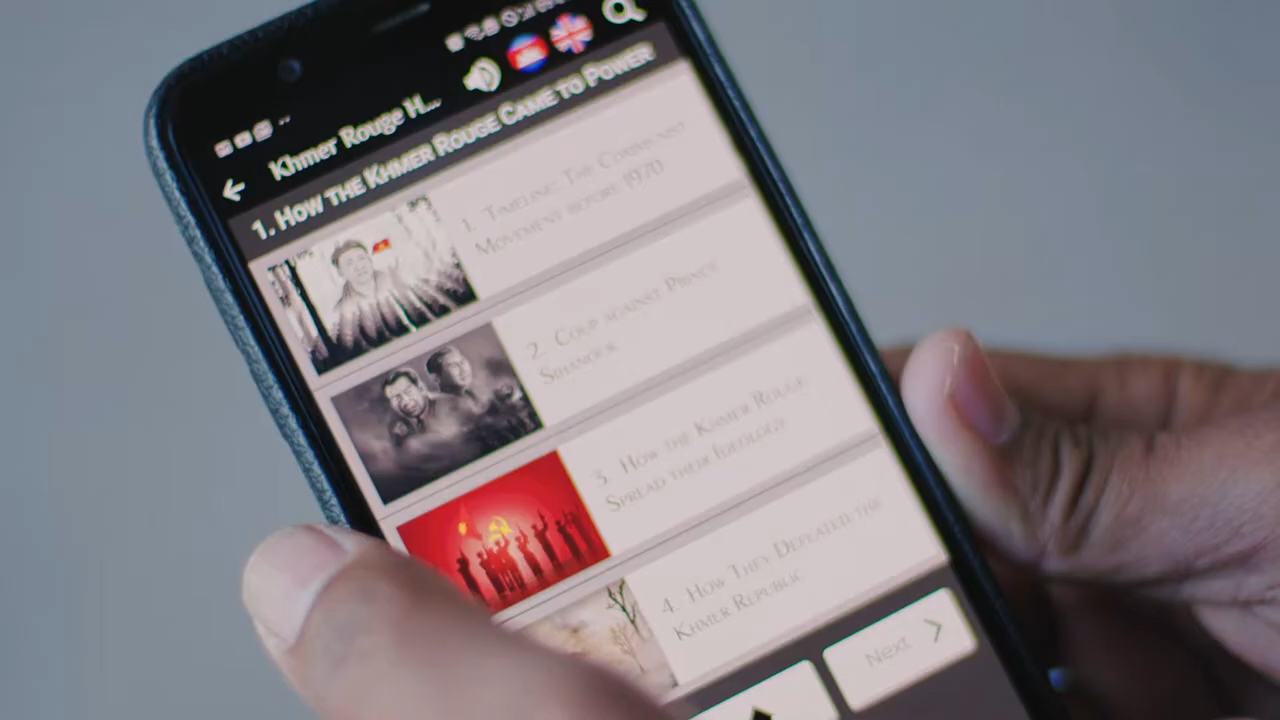 Khmer Rouge H...
1. How the Khmer Rouge Came to Power
1. Timeline: The Communist
Movement before 1970
2. Coup against Prince
Sihanouk
3. How the Khmer Rouge
Spread their Ideology
4. How They Defeated the
Khmer Republic
Next